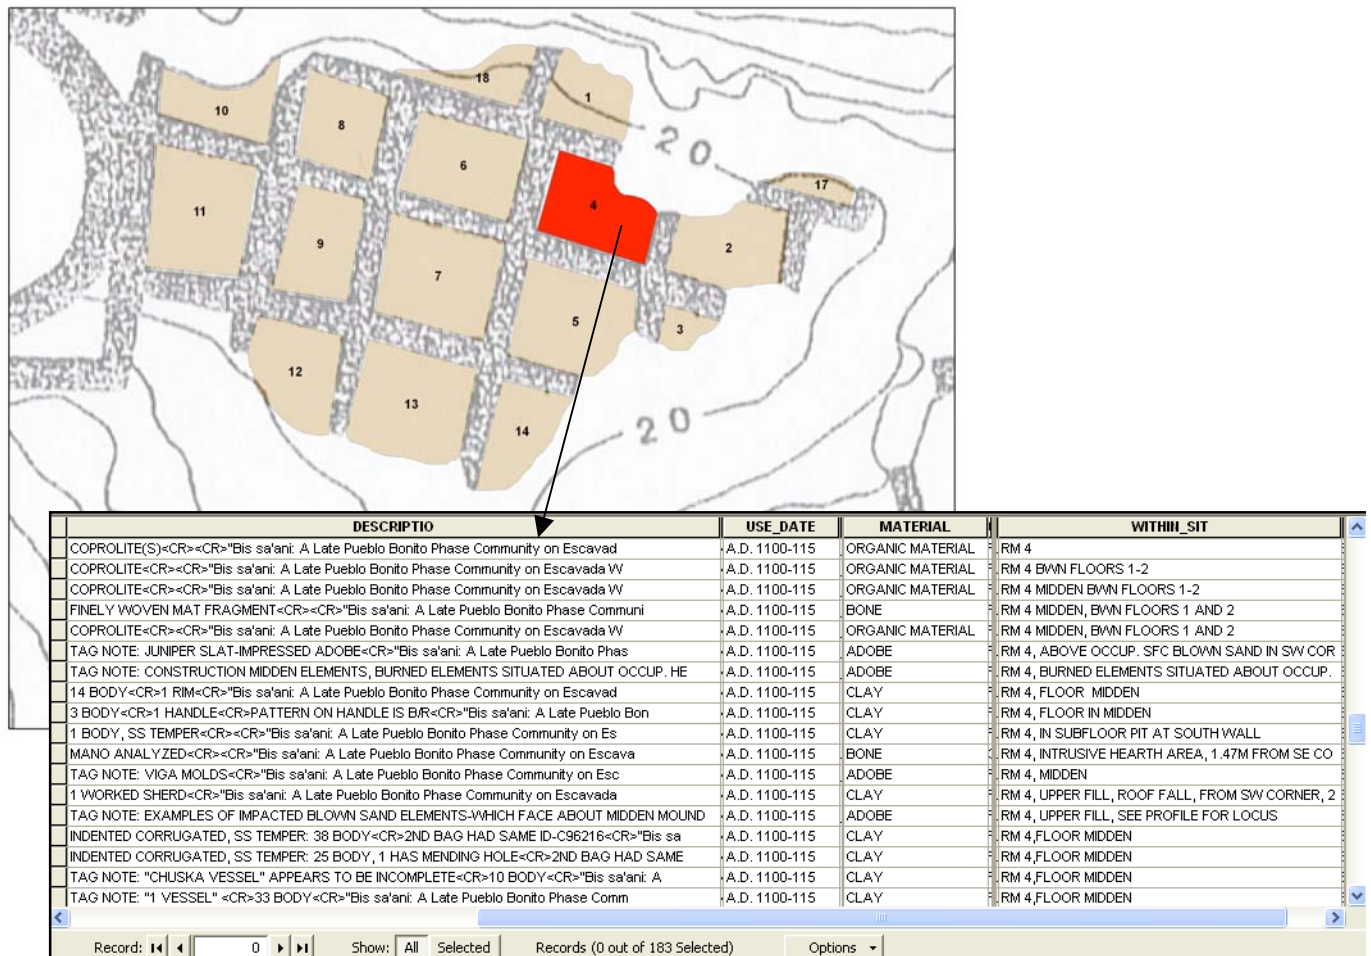 18
1
10
8
20
6
17
4
11
9
2
7
5
3
12
13
20
14
DESCRIPTIO USE_DATE MATERIAL WITHIN_SIT
COPROLITE(S)<CR><CR>"Bis sa'ani: A Late Pueblo Bonito Phase Community on Escavad A.D. 1100-115 ORGANIC MATERIAL RM 4
COPROLITE<CR><CR>"Bis sa'ani: A Late Pueblo Bonito Phase Community on Escavada W A.D. 1100-115 ORGANIC MATERIAL RM 4 BWN FLOORS 1-2
COPROLITE<CR><CR>"Bis sa'ani: A Late Pueblo Bonito Phase Community on Escavada W A.D. 1100-115 ORGANIC MATERIAL RM 4 MIDDEN BWN FLOORS 1-2
FINELY WOVEN MAT FRAGMENT<CR><CR>"Bis sa'ani: A Late Pueblo Bonito Phase Communi A.D. 1100-115 BONE RM 4 MIDDEN, BWN FLOORS 1 AND 2
COPROLITE<CR><CR>"Bis sa'ani: A Late Pueblo Bonito Phase Community on Escavada W A.D. 1100-115 ORGANIC MATERIAL RM 4 MIDDEN, BWN FLOORS 1 AND 2
TAG NOTE: JUNIPER SLAT-IMPRESSED ADOBE<CR>"Bis sa'ani: A Late Pueblo Bonito Phas A.D. 1100-115 ADOBE RM 4, ABOVE OCCUP. SFC BLOWN SAND IN SW COR
TAG NOTE: CONSTRUCTION MIDDEN ELEMENTS, BURNED ELEMENTS SITUATED ABOUT OCCUP. HE A.D. 1100-115 ADOBE RM 4, BURNED ELEMENTS SITUATED ABOUT OCCUP.
14 BODY<CR>1 RIM<CR>"Bis sa'ani: A Late Pueblo Bonito Phase Community on Escavad A.D. 1100-115 CLAY RM 4, FLOOR MIDDEN
3 BODY<CR>1 HANDLE<CR>PATTERN ON HANDLE IS B/R<CR>"Bis sa'ani: A Late Pueblo Bon A.D. 1100-115 CLAY RM 4, FLOOR IN MIDDEN
1 BODY, SS TEMPER<CR><CR>"Bis sa'ani: A Late Pueblo Bonito Phase Community on Es A.D. 1100-115 CLAY RM 4, IN SUBFLOOR PIT AT SOUTH WALL
MANO ANALYZED<CR><CR>"Bis sa'ani: A Late Pueblo Bonito Phase Community on Escava A.D. 1100-115 BONE RM 4, INTRUSIVE HEARTH AREA, 1.47M FROM SE CO
TAG NOTE: VIGA MOLDS<CR>"Bis sa'ani: A Late Pueblo Bonito Phase Community on Esc A.D. 1100-115 ADOBE RM 4, MIDDEN
1 WORKED SHERD<CR>"Bis sa'ani: A Late Pueblo Bonito Phase Community on Escavada A.D. 1100-115 CLAY RM 4, UPPER FILL, ROOF FALL, FROM SW CORNER, 2
TAG NOTE: EXAMPLES OF IMPACTED BLOWN SAND ELEMENTS-WHICH FACE ABOUT MIDDEN MOUND A.D. 1100-115 ADOBE RM 4, UPPER FILL, SEE PROFILE FOR LOCUS
INDENTED CORRUGATED, SS TEMPER: 38 BODY<CR>2ND BAG HAD SAME ID-C96216<CR>"Bis sa A.D. 1100-115 CLAY RM 4,FLOOR MIDDEN
INDENTED CORRUGATED, SS TEMPER: 25 BODY, 1 HAS MENDING HOLE<CR>2ND BAG HAD SAME A.D. 1100-115 CLAY RM 4,FLOOR MIDDEN
TAG NOTE: "CHUSKA VESSEL" APPEARS TO BE INCOMPLETE<CR>10 BODY<CR>"Bis sa'ani: A A.D. 1100-115 CLAY RM 4,FLOOR MIDDEN
TAG NOTE: "1 VESSEL" <CR>33 BODY<CR>"Bis sa'ani: A Late Pueblo Bonito Phase Comm A.D. 1100-115 CLAY RM 4,FLOOR MIDDEN
Record: 0 Show: All Selected Records (0 out of 183 Selected) Options